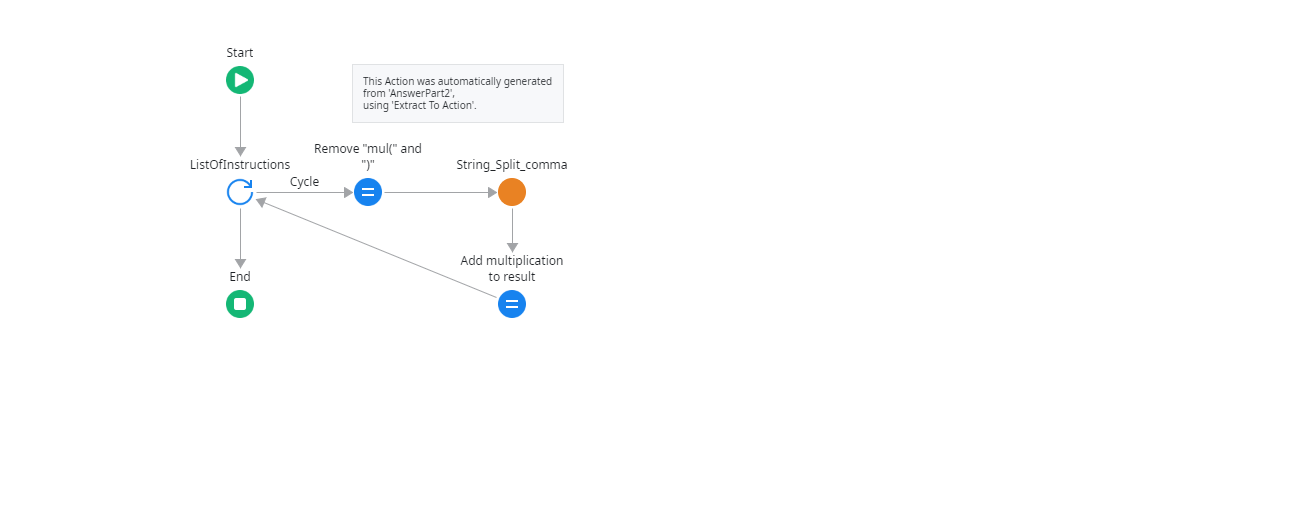 Start
This Action was automatically generated
from 'AnswerPart2',
using 'Extract To Action'.
Remove "mul(" and
")"
ListOfInstructions
String_Split_comma
Cycle
Add multiplication
to result
End